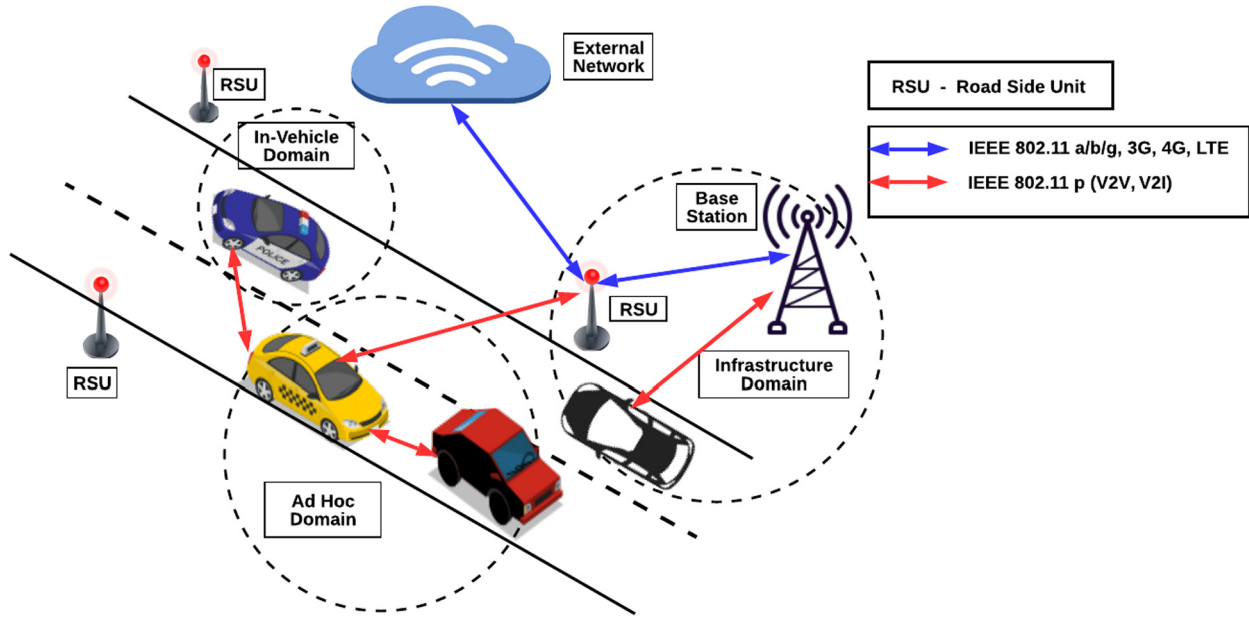 External
Network
RSU
RSU - Road Side Unit
In-Vehicle
Domain
IEEE 802.11 a/b/g, 3G, 4G, LTE
IEEE 802.11 p (V2V, V2I)
Base
Station
POLICE
RSU
RSU
Infrastructure
Domain
Ad Hoc
Domain